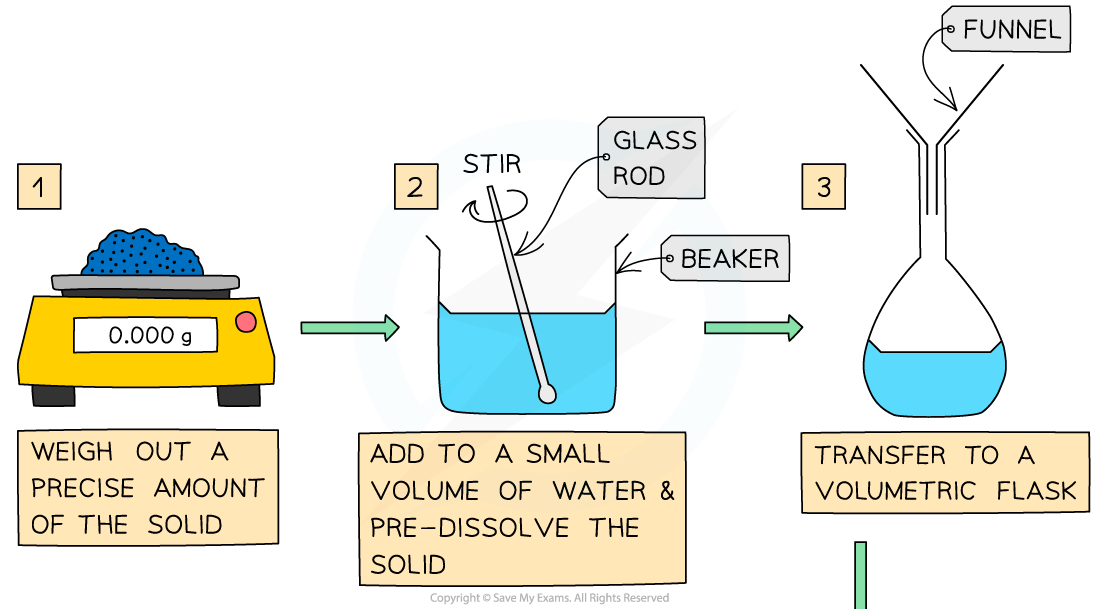 1
0.000 g
WEIGH OUT A
PRECISE AMOUNT
OF THE SOLID
2
STIR
GLASS
ROD
BEAKER
ADD TO A SMALL
VOLUME OF WATER &
PRE-DISSOLVE THE
SOLID
3
FUNNEL
TRANSFER TO A
VOLUMETRIC FLASK
Copyright © Save My Exams. All Rights Reserved